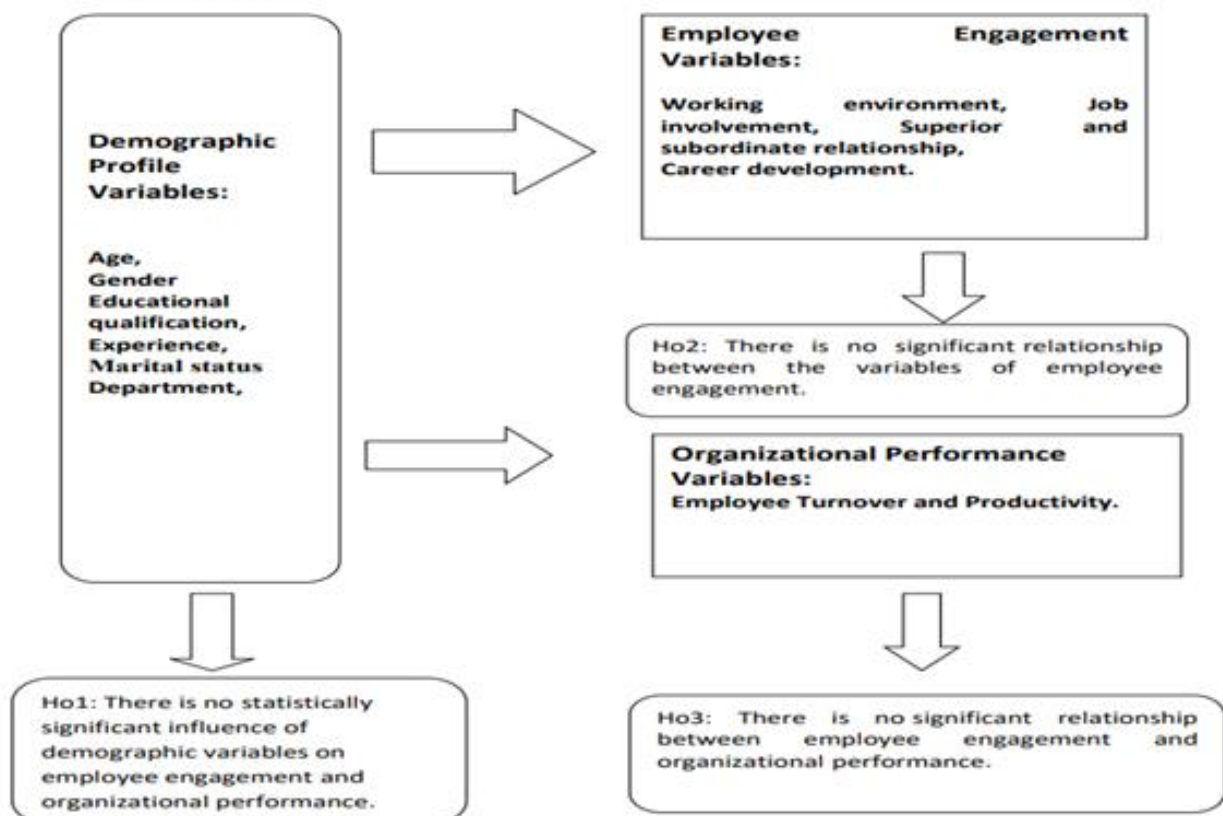 Demographic
Profile
Variables:
Age,
Gender
Educational
qualification,
Experience,
Marital status
Department,
Employee Engagement
Variables:
Working environment, Job
involvement, Superior and
subordinate relationship,
Career development.
Ho2: There is no significant relationship
between the variables of employee
engagement.
Organizational Performance
Variables:
Employee Turnover and Productivity.
Ho1: There is no statistically
significant influence of
demographic variables on
employee engagement and
organizational performance.
Ho3: There is no significant relationship
between employee engagement and
organizational performance.